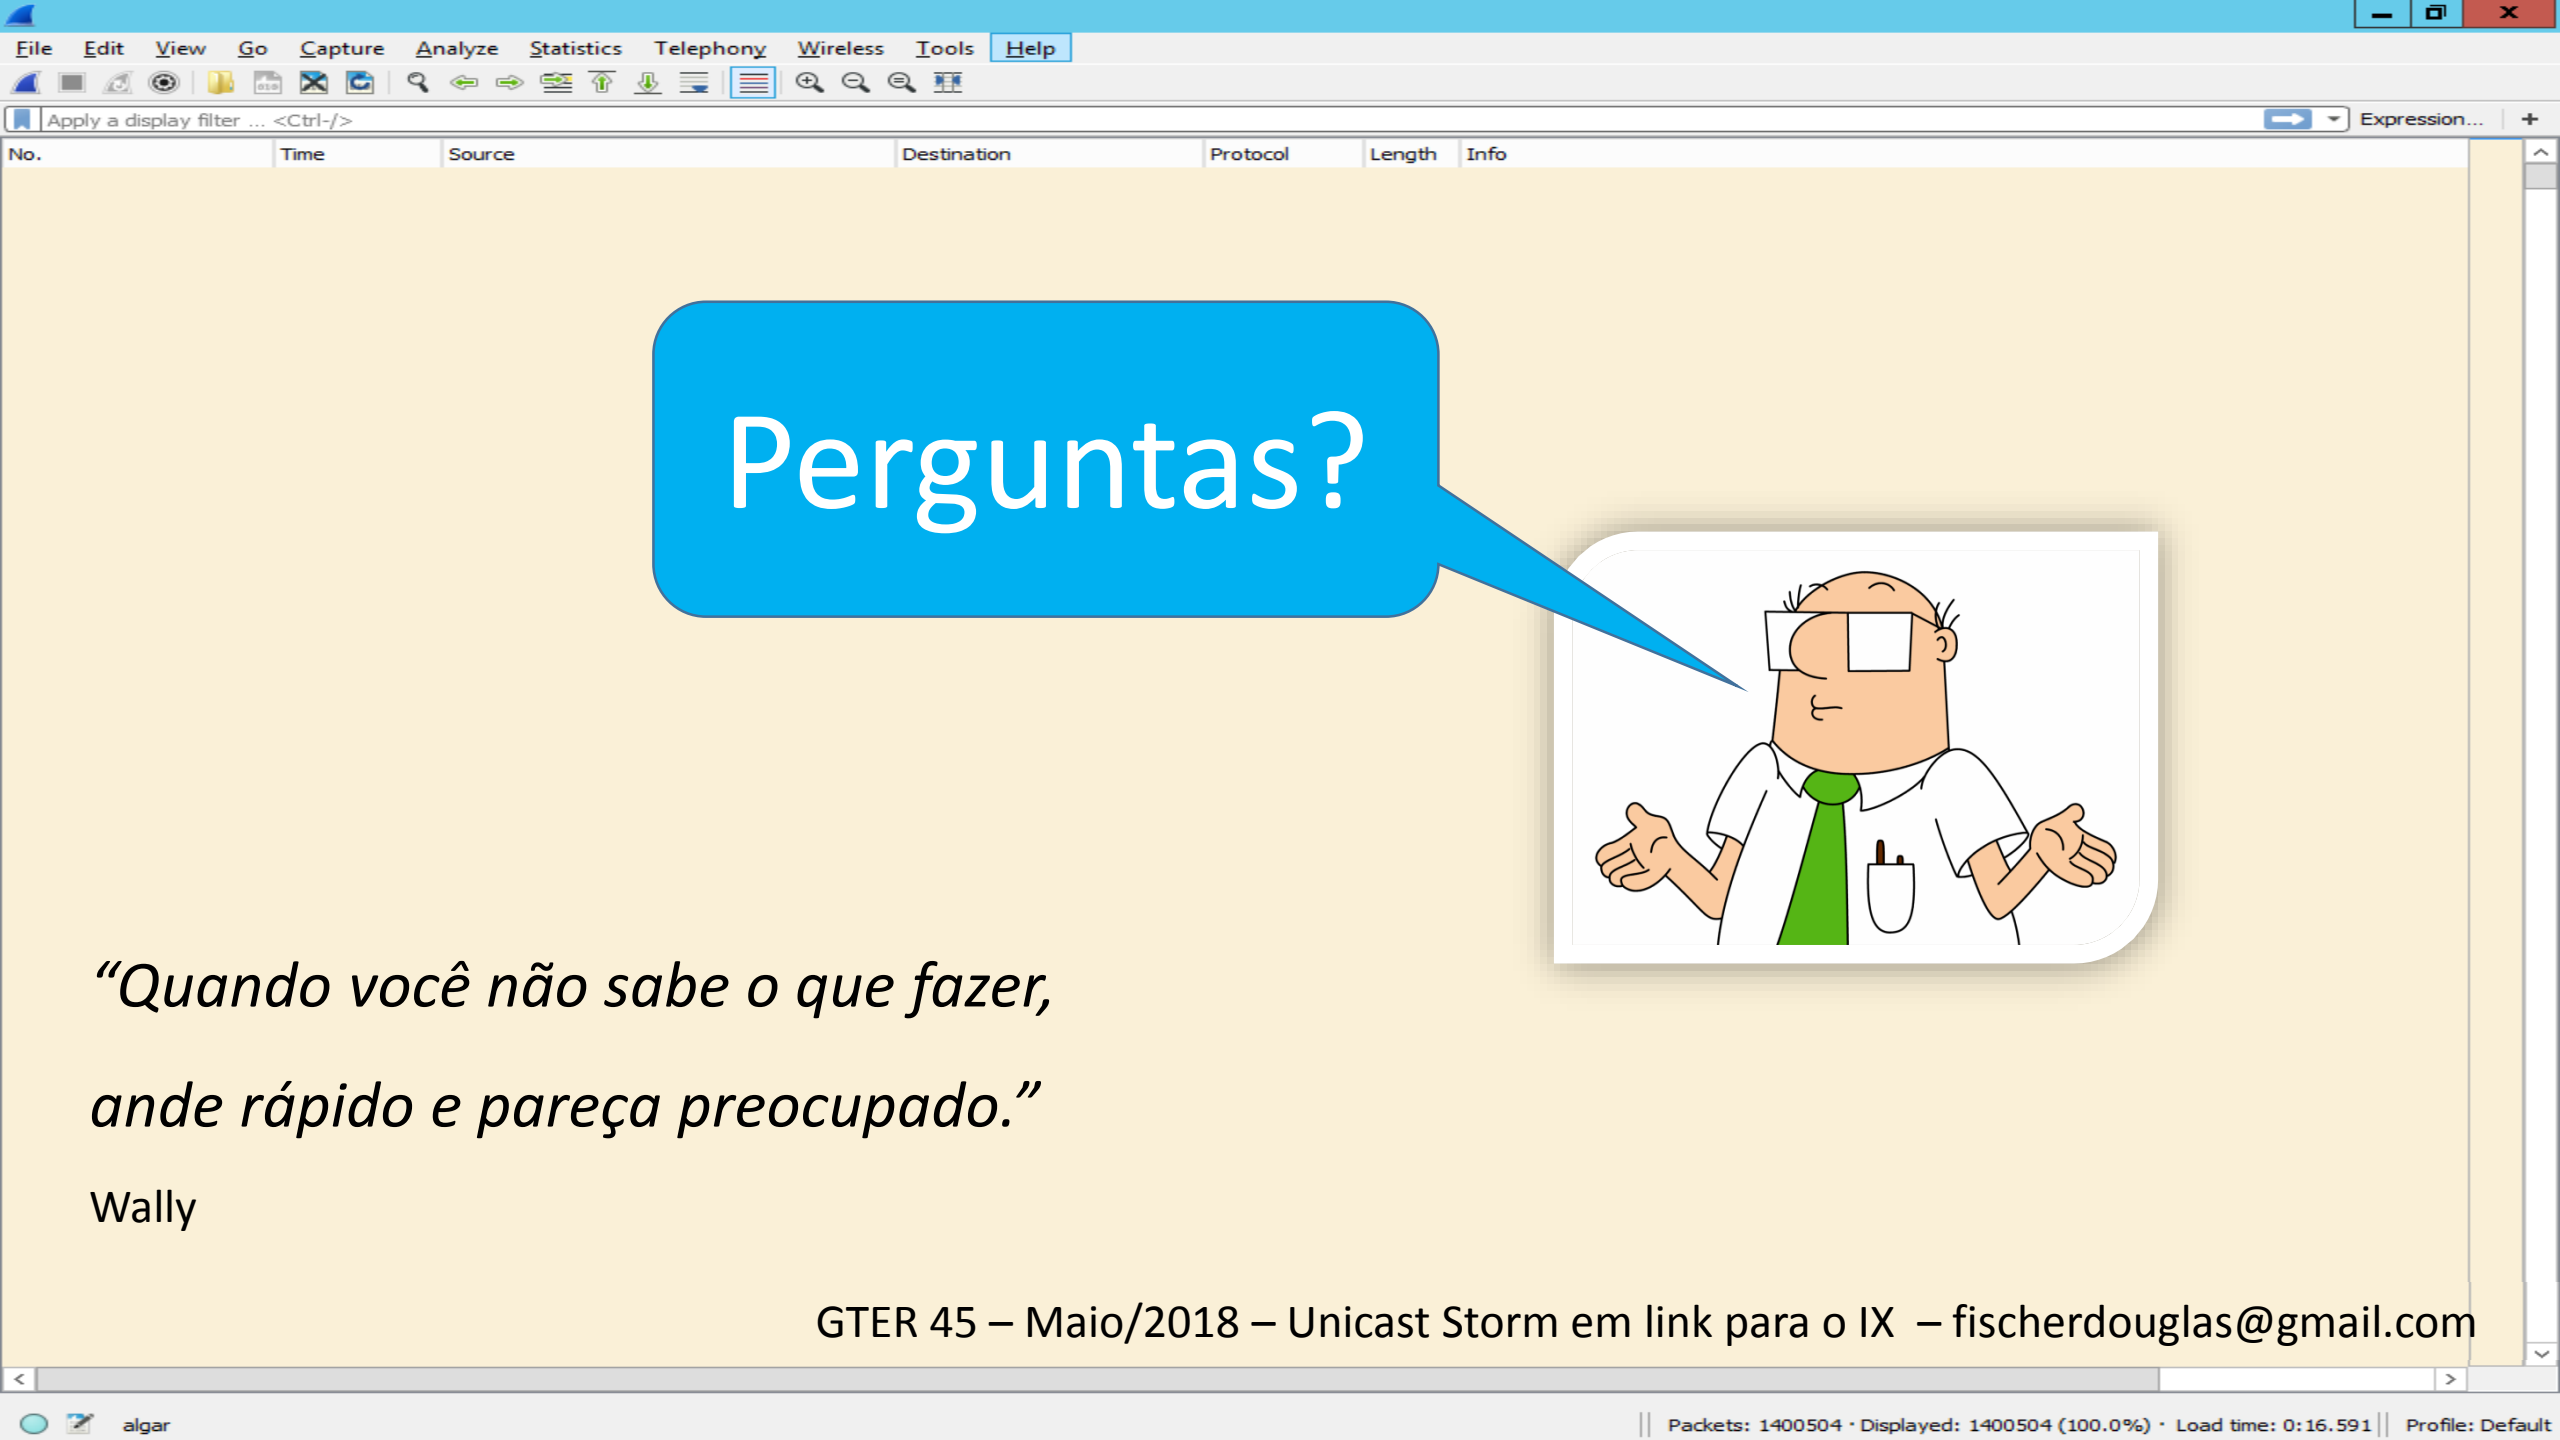 File Edit View Go Capture Analyze Statistics Telephony Wireless Tools Help
Apply a display filter ... <Ctrl-/>
Expression... +
No. Time Source Destination Protocol Length Info
Perguntas?
“Quando você não sabe o que fazer,
ande rápido e pareça preocupado.”
Wally
GTER 45 – Maio/2018 – Unicast Storm em link para o IX – fischerdouglas@gmail.com
algar
Packets: 1400504 · Displayed: 1400504 (100.0%) · Load time: 0:16.591
Profile: Default